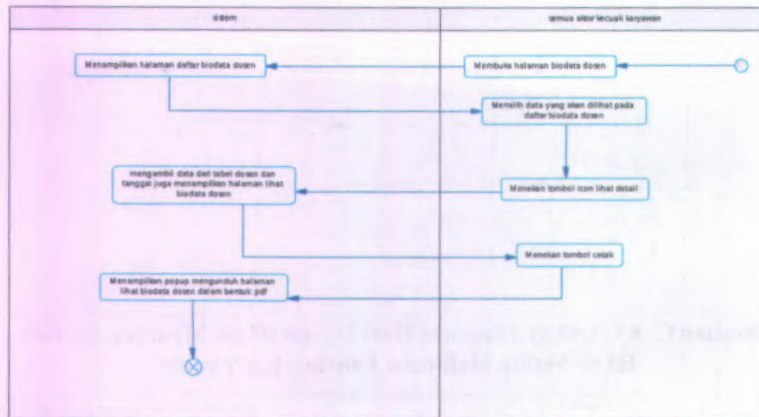 sistem
semua aktor kecuali karyawan
Menampilkan halaman daftar biodata dosen
Membuka halaman biodata dosen
Memilih data yang akan dilihat pada
daftar biodata dosen
mengambil data dari tabel dosen dan
tanggal juga menampilkan halaman lihat
biodata dosen
Menekan tombol icon lihat detail
Menekan tombol cetak
Menampilkan popup mengunduh halaman
lihat biodata dosen dalam bentuk pdf